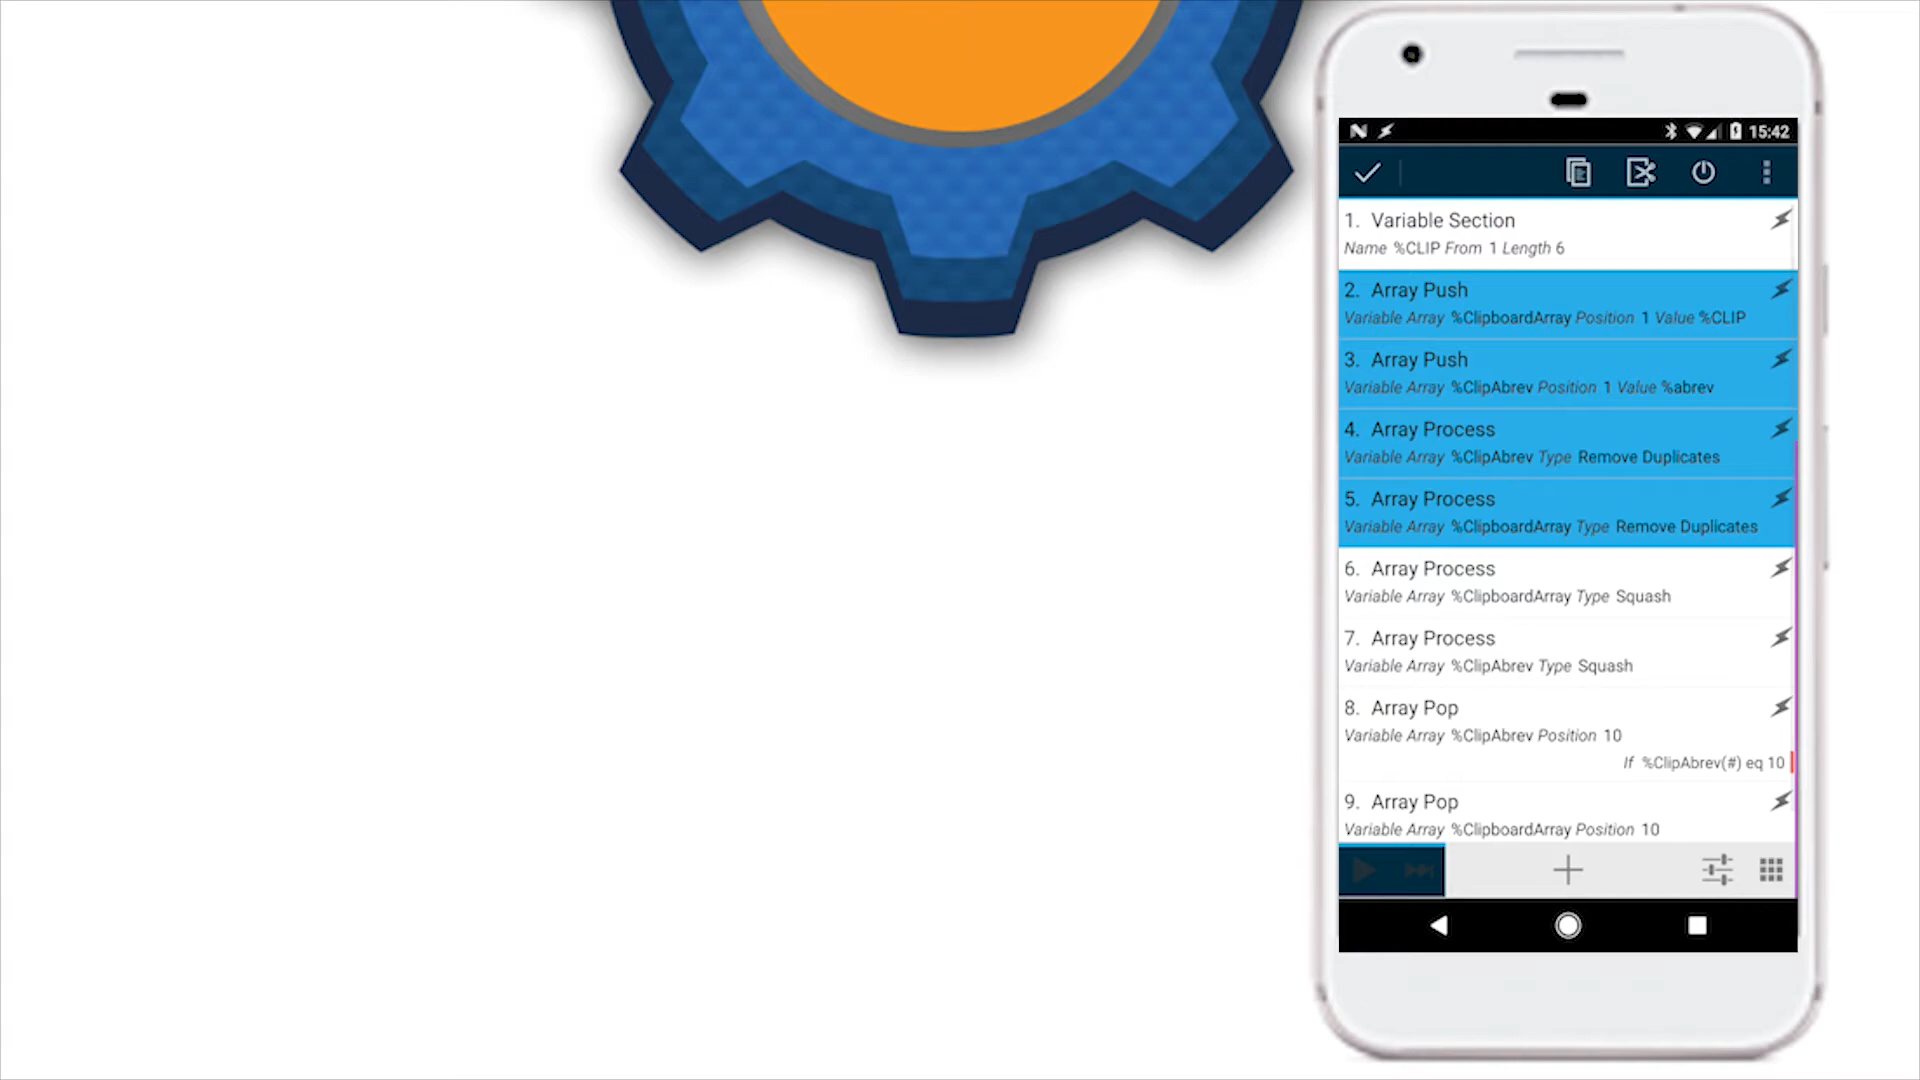 15:42
1. Variable Section
Name %CLIP From 1 Length 6
2. Array Push
Variable Array %ClipboardArray Position 1 Value %CLIP
3. Array Push
Variable Array %ClipAbrev Position 1 Value %abrev
4. Array Process
Variable Array %ClipAbrev Type Remove Duplicates
5. Array Process
Variable Array %ClipboardArray Type Remove Duplicates
6. Array Process
Variable Array %ClipboardArray Type Squash
7. Array Process
Variable Array %ClipAbrev Type Squash
8. Array Pop
Variable Array %ClipAbrev Position 10
If %ClipAbrev(#) eq 10
9. Array Pop
Variable Array %ClipboardArray Position 10